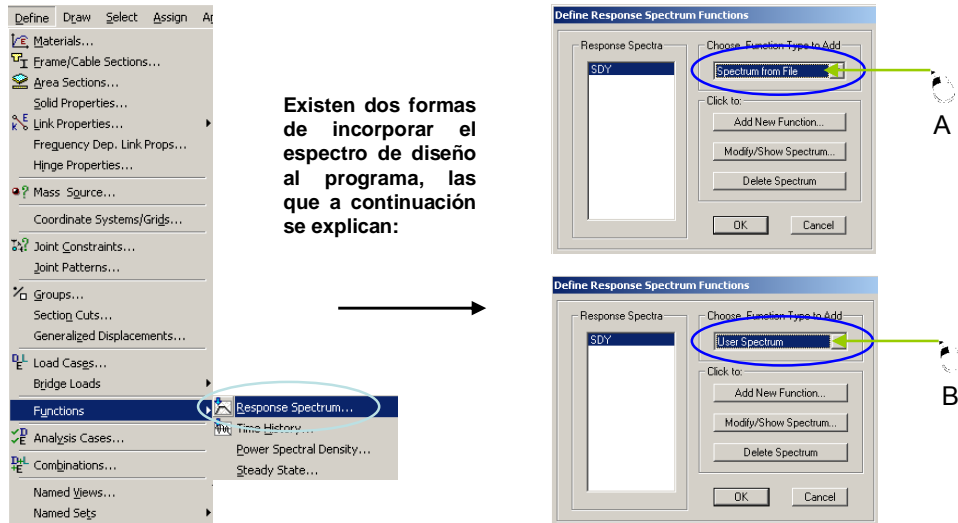 Define Draw Select Assign
Materials...
Frame/Cable Sections...
Area Sections...
Solid Properties...
Link Properties...
Frequency Dep. Link Props...
Hinge Properties...
Mass Source...
Coordinate Systems/Grids...
Joint Constraints...
Joint Patterns...
Groups...
Section Cuts...
Generalized Displacements...
Load Cases...
Bridge Loads
Functions
Analysis Cases...
Combinations...
Named Views...
Named Sets
Response Spectrum...
Time History...
Power Spectral Density...
Steady State...
Existen dos formas
de incorporar el
espectro de diseño
al programa, las
que a continuación
se explican:
Define Response Spectrum Functions
Response Spectra
SDY
Choose Function Type to Add
Spectrum from File
Click to:
Add New Function...
Modify/Show Spectrum...
Delete Spectrum
OK Cancel
A
Define Response Spectrum Functions
Response Spectra
SDY
Choose Function Type to Add
User Spectrum
Click to:
Add New Function...
Modify/Show Spectrum...
Delete Spectrum
OK Cancel
B